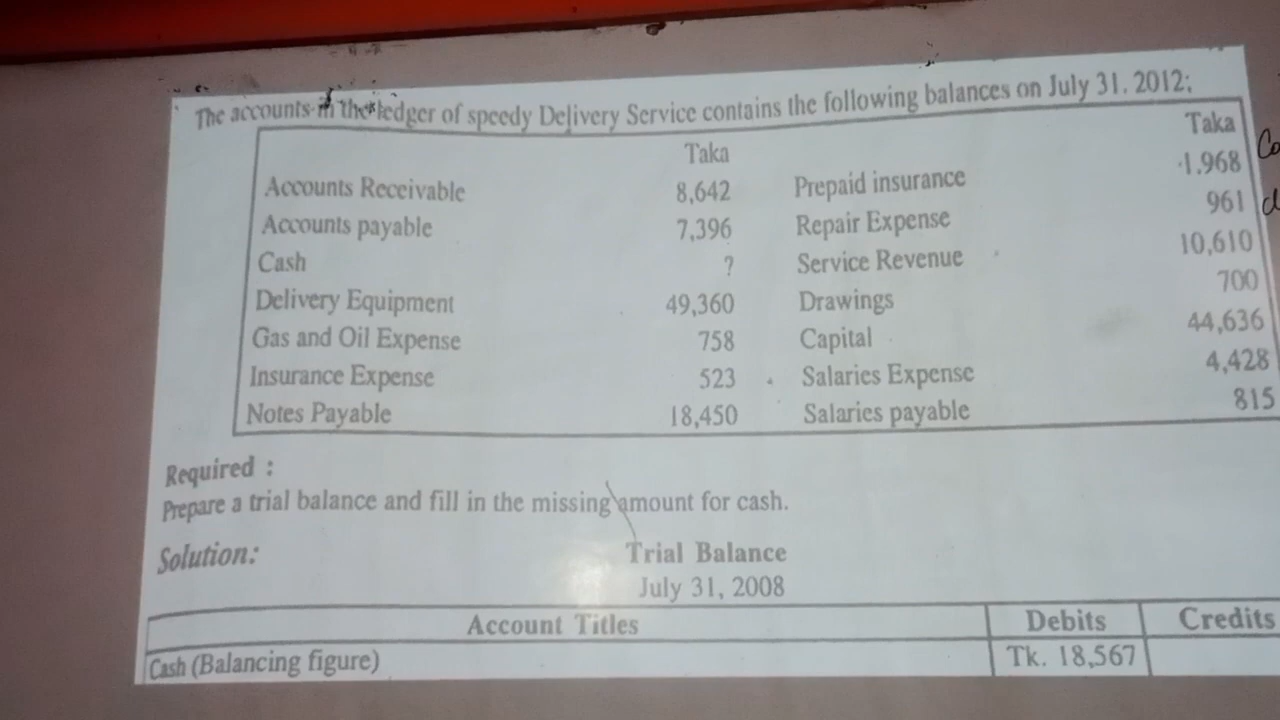 The accounts in the ledger of speedy Delivery Service contains the following balances on July 31. 2012:
Taka Taka
Accounts Receivable 8,642 Prepaid insurance 1.968
Accounts payable 7,396 Repair Expense 961
Cash ? Service Revenue 10,610
Delivery Equipment 49,360 Drawings 700
Gas and Oil Expense 758 Capital 44,636
Insurance Expense 523 Salaries Expense 4,428
Notes Payable 18,450 Salaries payable 815
Required :
Prepare a trial balance and fill in the missing amount for cash.
Solution: Trial Balance
July 31, 2008
Account Titles Debits Credits
Cash (Balancing figure) Tk. 18,567